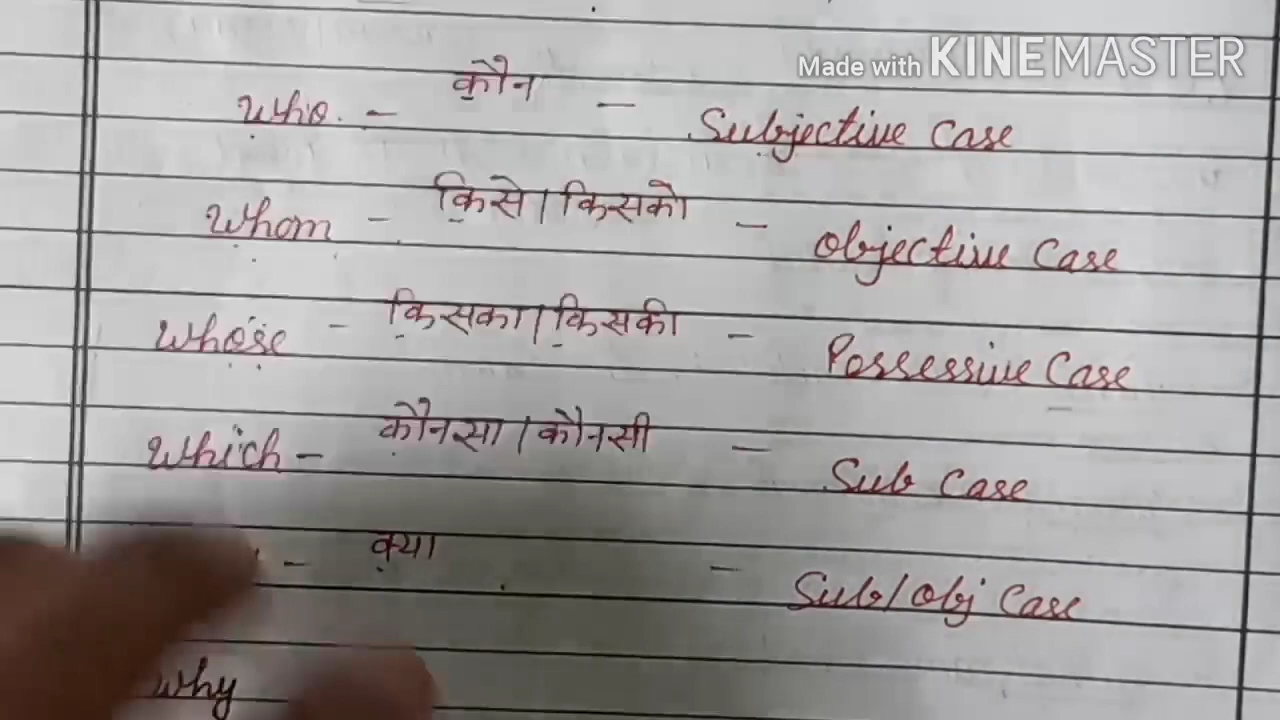 Made with KINEMASTER
who. - कौन - Subjective Case
whom - किसे / किसको - Objective Case
whose - किसका / किसकी - Possessive Case
which - कौनसा / कौनसी - Sub Case
- क्या - Sub/Obj Case
why